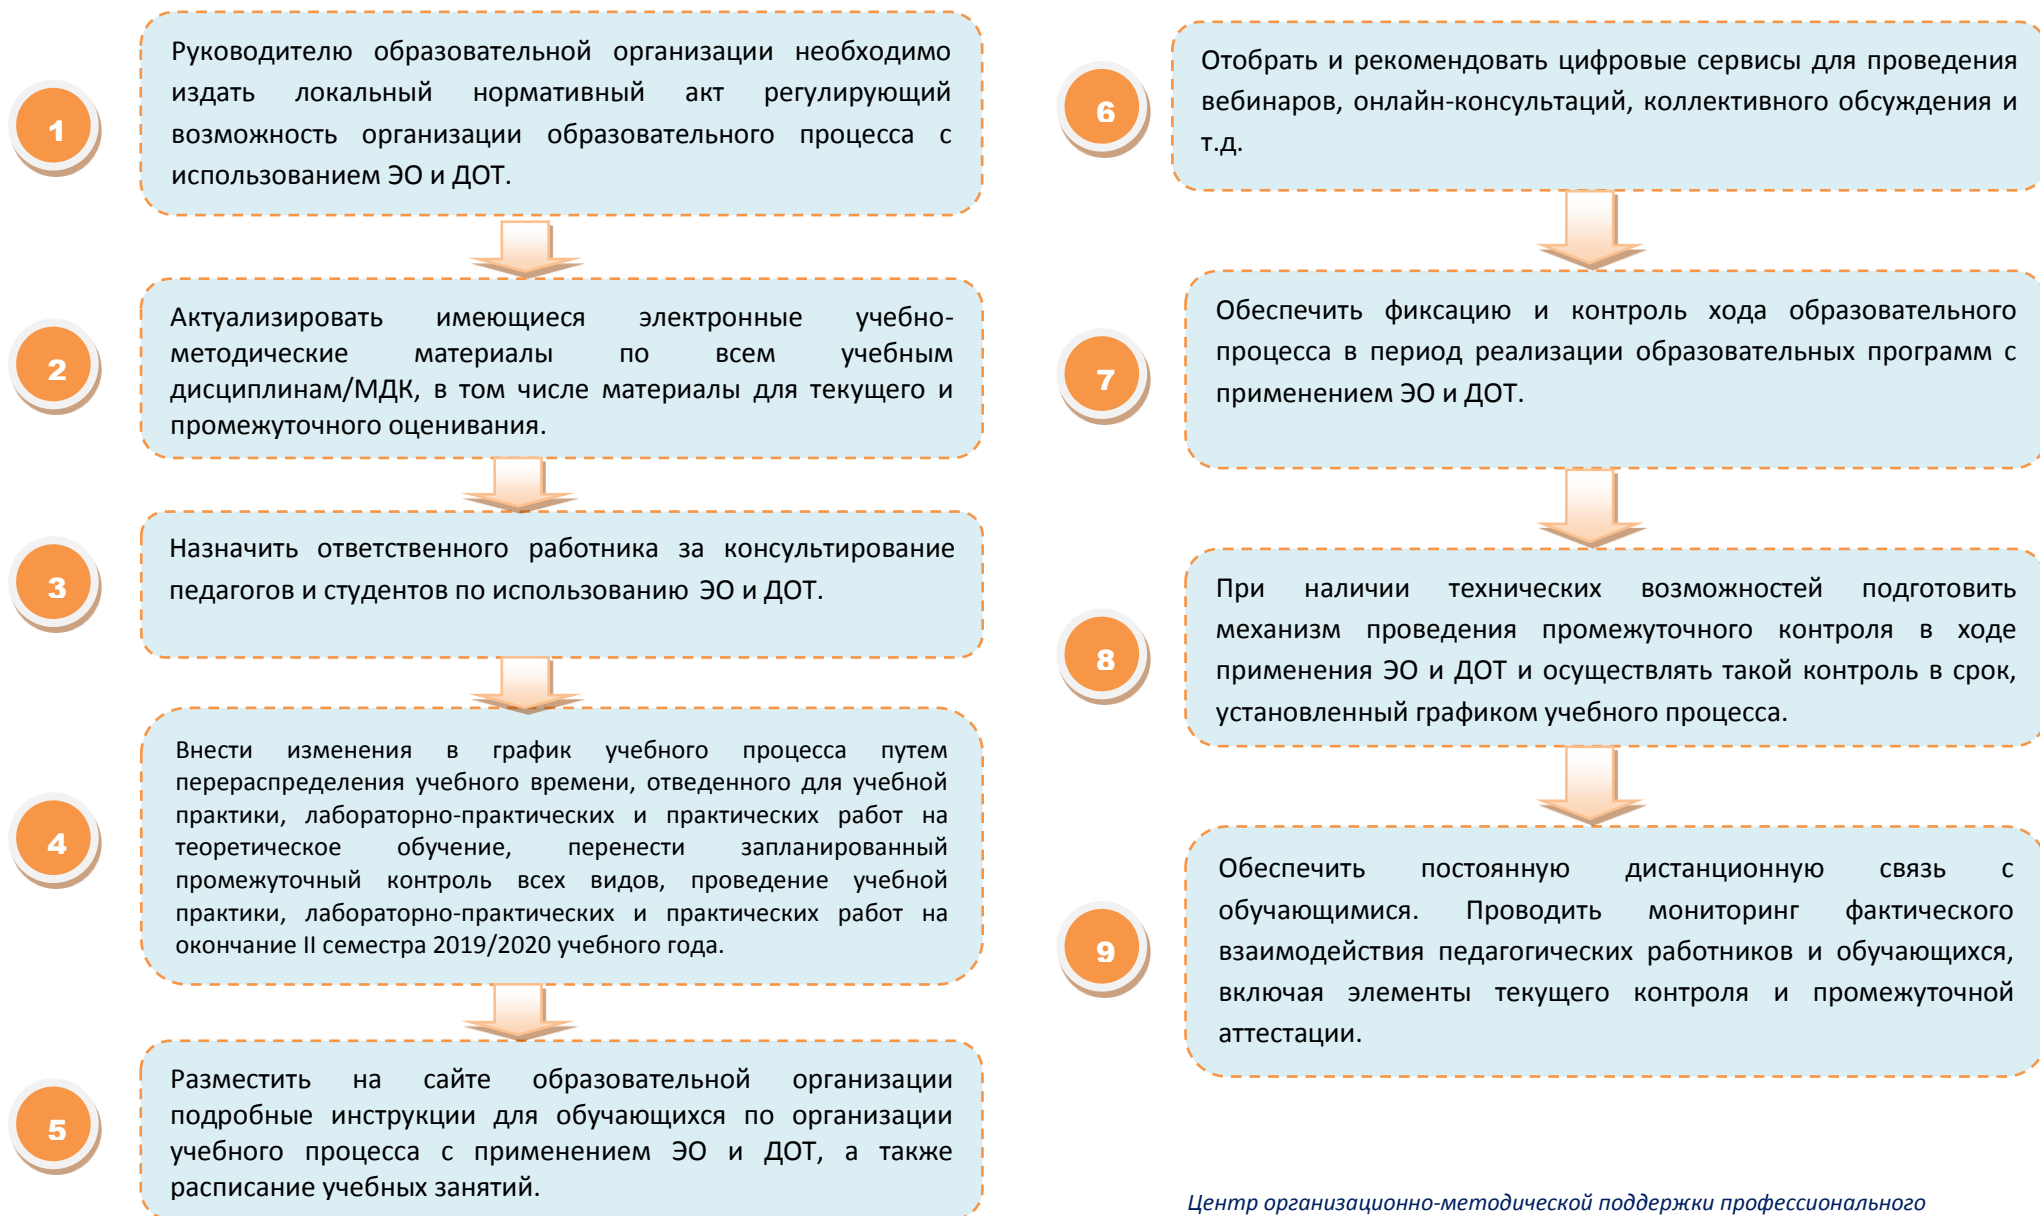 1
Руководителю образовательной организации необходимо
издать локальный нормативный акт регулирующий
возможность организации образовательного процесса с
использованием ЭО и ДОТ.
2
Актуализировать имеющиеся электронные учебно-
методические материалы по всем учебным
дисциплинам/МДК, в том числе материалы для текущего и
промежуточного оценивания.
3
Назначить ответственного работника за консультирование
педагогов и студентов по использованию ЭО и ДОТ.
4
Внести изменения в график учебного процесса путем
перераспределения учебного времени, отведенного для учебной
практики, лабораторно-практических и практических работ на
теоретическое обучение, перенести запланированный
промежуточный контроль всех видов, проведение учебной
практики, лабораторно-практических и практических работ на
окончание II семестра 2019/2020 учебного года.
5
Разместить на сайте образовательной организации
подробные инструкции для обучающихся по организации
учебного процесса с применением ЭО и ДОТ, а также
расписание учебных занятий.
6
Отобрать и рекомендовать цифровые сервисы для проведения
вебинаров, онлайн-консультаций, коллективного обсуждения и
т.д.
7
Обеспечить фиксацию и контроль хода образовательного
процесса в период реализации образовательных программ с
применением ЭО и ДОТ.
8
При наличии технических возможностей подготовить
механизм проведения промежуточного контроля в ходе
применения ЭО и ДОТ и осуществлять такой контроль в срок,
установленный графиком учебного процесса.
9
Обеспечить постоянную дистанционную связь с
обучающимися. Проводить мониторинг фактического
взаимодействия педагогических работников и обучающихся,
включая элементы текущего контроля и промежуточной
аттестации.
Центр организационно-методической поддержки профессионального